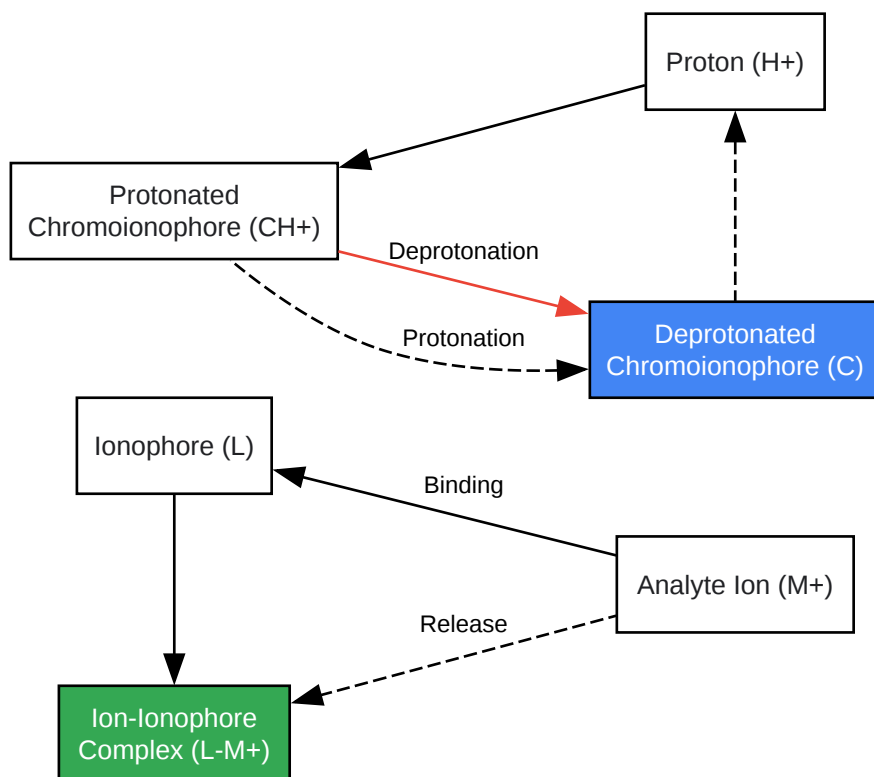 Proton (H+)
Protonated
Chromoionophore (CH+)
Deprotonation
Protonation
Deprotonated
Chromoionophore (C)
Ionophore (L)
Binding
Analyte Ion (M+)
Release
Ion-Ionophore
Complex (L-M+)